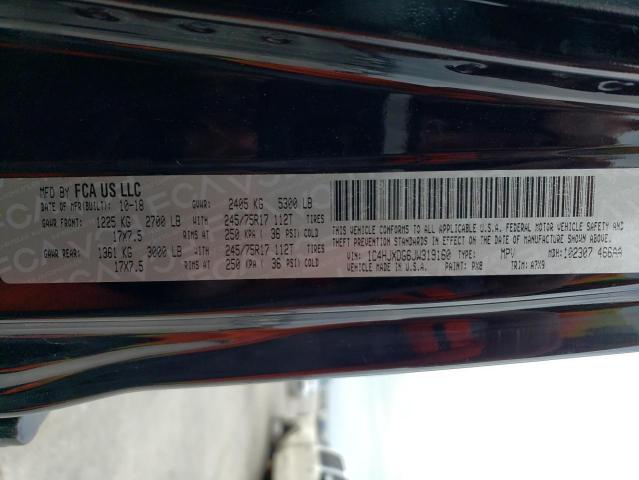 MFD BY FCA US LLC
DATE OF MFR(BUILT): 10-18 GVWR: 2405 KG 5300 LB
GAWR FRONT: 1225 KG 2700 LB WITH 245/75R17 112T TIRES
17X7.5 RIMS AT 250 KPA ( 36 PSI) COLD
GAWR REAR: 1361 KG 3000 LB WITH 245/75R17 112T TIRES
17X7.5 RIMS AT 250 KPA ( 36 PSI) COLD
THIS VEHICLE CONFORMS TO ALL APPLICABLE U.S.A. FEDERAL MOTOR VEHICLE SAFETY AND
THEFT PREVENTION STANDARDS IN EFFECT ON THE DATE OF MANUFACTURE SHOWN ABOVE.
VIN: 1C4HJXDG6JW319160 TYPE: MPV MDH:102307 466AA
PAINT: PX8 TRIM: A7X9